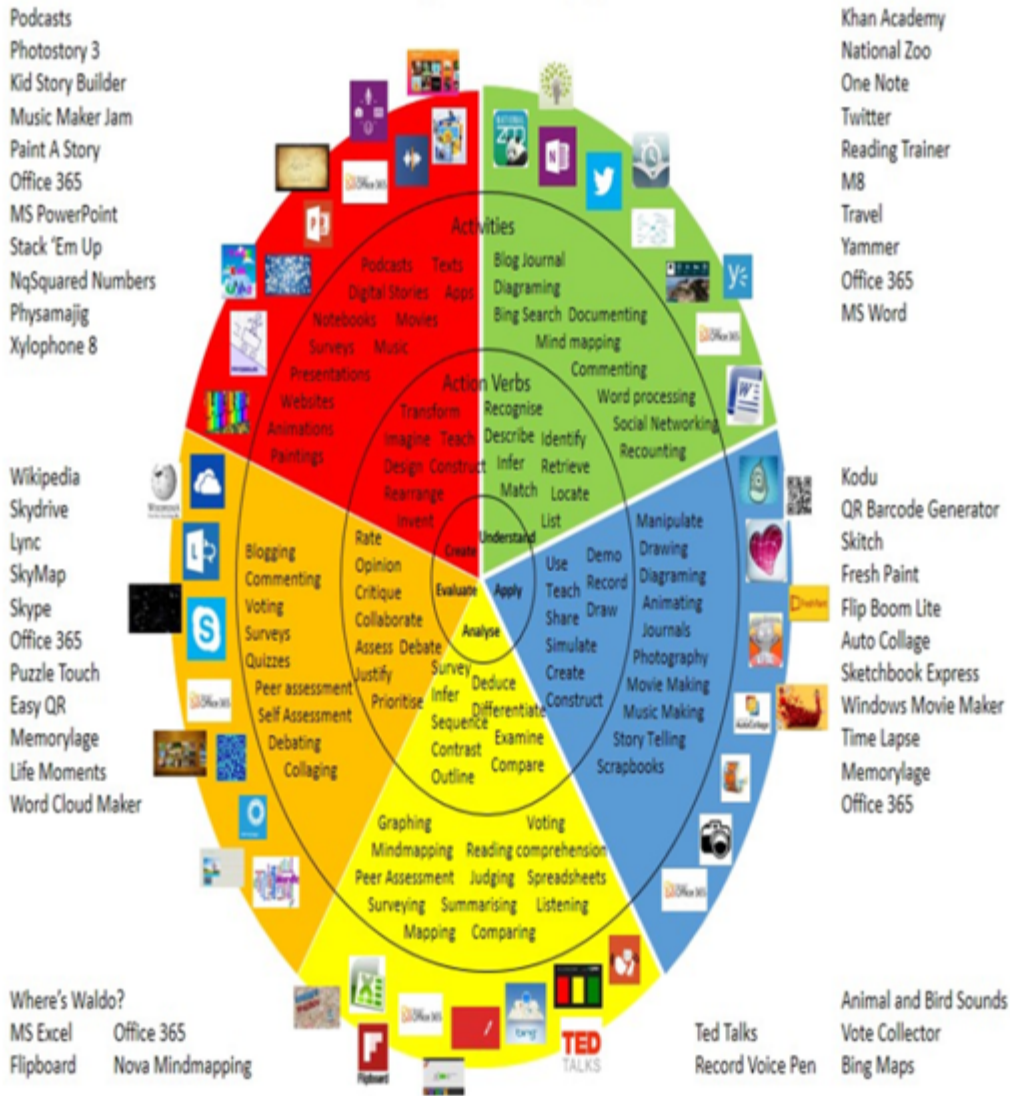 Podcasts
Photostory 3
Kid Story Builder
Music Maker Jam
Paint A Story
Office 365
MS PowerPoint
Stack 'Em Up
NqSquared Numbers
Physamajig
Xylophone 8
Khan Academy
National Zoo
One Note
Twitter
Reading Trainer
M8
Travel
Yammer
Office 365
MS Word
Activities
Podcasts Texts
Digital Stories Apps
Notebooks Movies
Surveys Music
Presentations
Websites
Animations
Paintings
Blog Journal
Diagraming
Bing Search Documenting
Mind mapping
Commenting
Word processing
Social Networking
Recounting
Action Verbs
Transform
Imagine Teach
Design Construct
Rearrange
Invent
Create
Recognise
Describe Identify
Infer Retrieve
Match Locate
List
Understand
Wikipedia
Skydrive
Lync
SkyMap
Skype
Office 365
Puzzle Touch
Easy QR
Memorylage
Life Moments
Word Cloud Maker
Blogging
Commenting
Voting
Surveys
Quizzes
Peer assessment
Self Assessment
Debating
Collaging
Rate
Opinion
Critique
Collaborate
Assess Debate
Justify
Prioritise
Evaluate
Apply
Analyse
Use Demo
Teach Record
Share Draw
Simulate
Create
Construct
Manipulate
Drawing
Diagraming
Animating
Journals
Photography
Movie Making
Music Making
Story Telling
Scrapbooks
Kodu
QR Barcode Generator
Skitch
Fresh Paint
Flip Boom Lite
Auto Collage
Sketchbook Express
Windows Movie Maker
Time Lapse
Memorylage
Office 365
Survey Deduce
Infer Differentiate
Sequence
Contrast Examine
Outline Compare
Graphing Voting
Mindmapping Reading comprehension
Peer Assessment Judging Spreadsheets
Surveying Summarising Listening
Mapping Comparing
Where's Waldo?
MS Excel Office 365
Flipboard Nova Mindmapping
Flipboard
bing
TED
TALKS
Ted Talks
Record Voice Pen
Animal and Bird Sounds
Vote Collector
Bing Maps